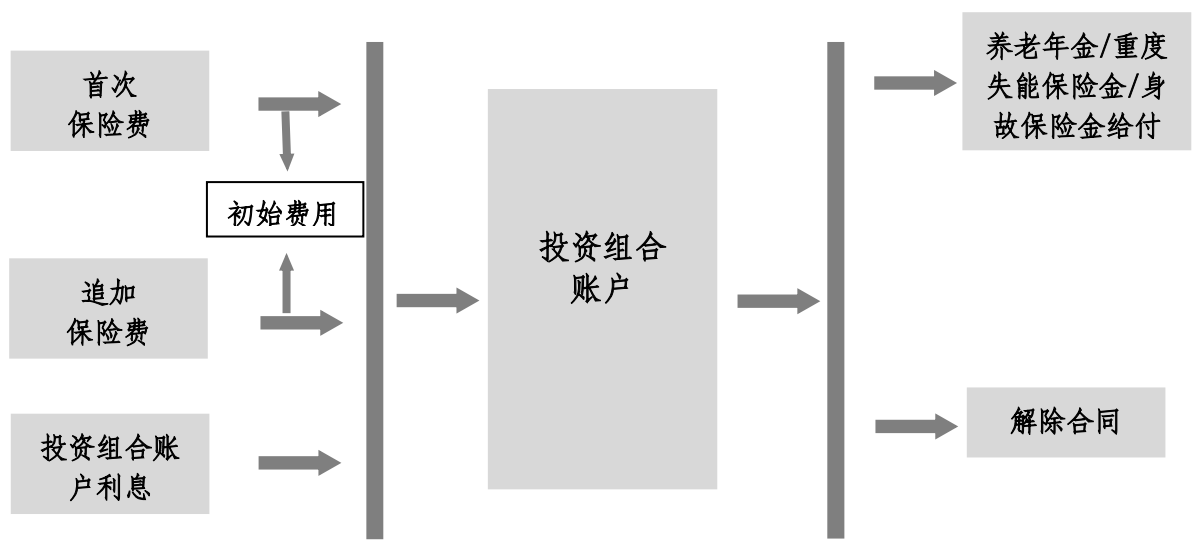 首次
保险费
初始费用
追加
保险费
投资组合账
户利息
投资组合
账户
养老年金/重度
失能保险金/身
故保险金给付
解除合同